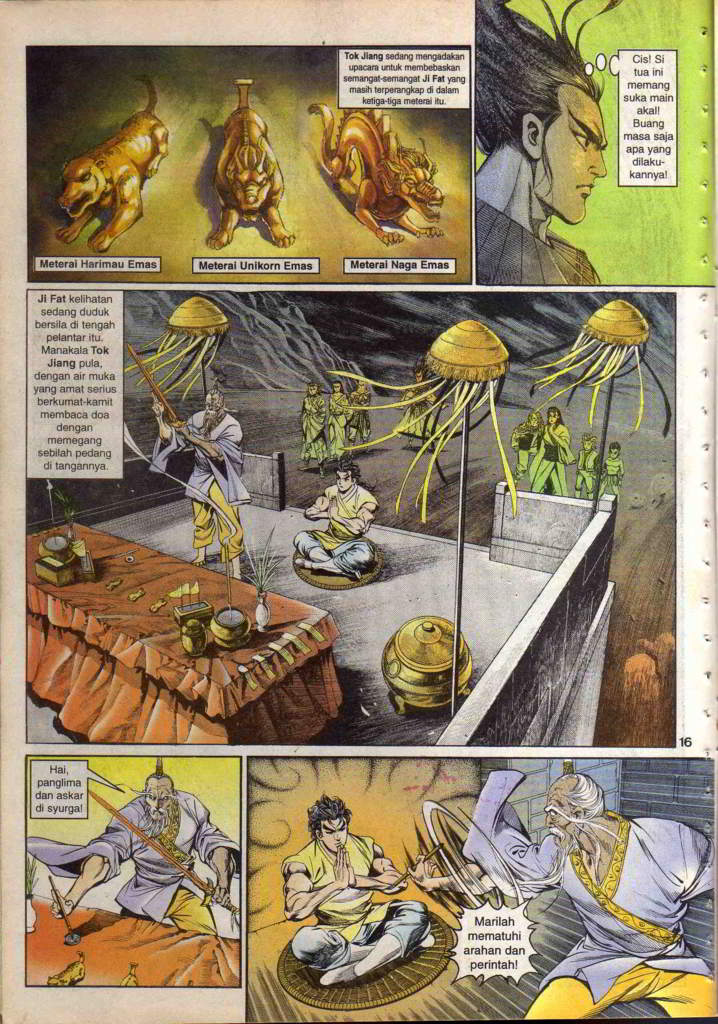 Tok Jiang sedang mengadakan
upacara untuk membebaskan
semangat-semangat Ji Fat yang
masih terperangkap di dalam
ketiga-tiga meterai itu.
Meterai Harimau Emas
Meterai Unikorn Emas
Meterai Naga Emas
Cis! Si
tua ini
memang
suka main
akal!
Buang
masa saja
apa yang
dilaku-
kannya!
Ji Fat kelihatan
sedang duduk
bersila di tengah
pelantar itu.
Manakala Tok
Jiang pula,
dengan air muka
yang amat serius
berkumat-kamit
membaca doa
dengan
memegang
sebilah pedang
di tangannya.
16
Hai,
panglima
dan askar
di syurga!
Marilah
mematuhi
arahan dan
perintah!